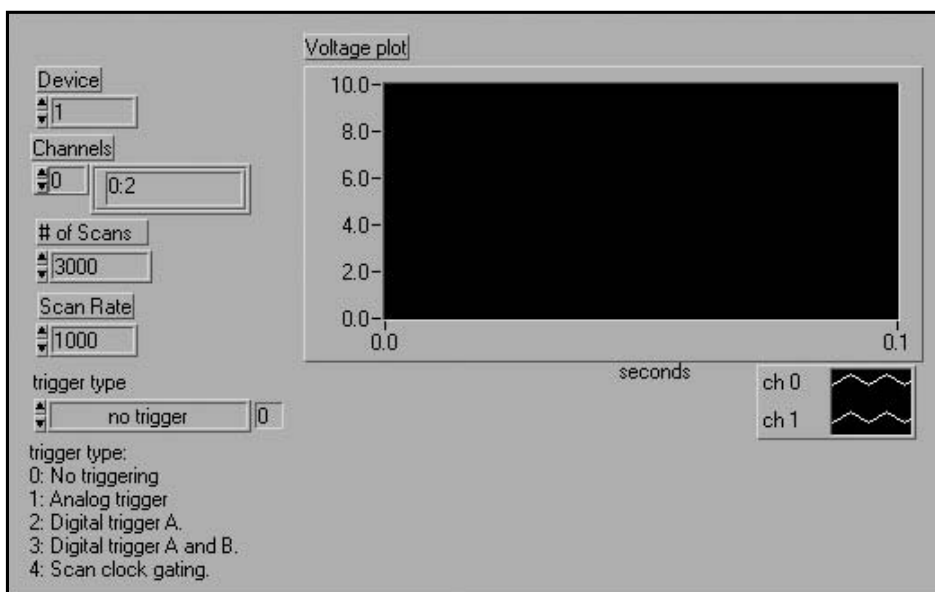 Device
1
Channels
0
0:2
# of Scans
3000
Scan Rate
1000
trigger type
no trigger
0
trigger type:
0: No triggering
1: Analog trigger
2: Digital trigger A.
3: Digital trigger A and B.
4: Scan clock gating.
Voltage plot
10.0
8.0
6.0
4.0
2.0
0.0
0.0
0.1
seconds
ch 0
ch 1